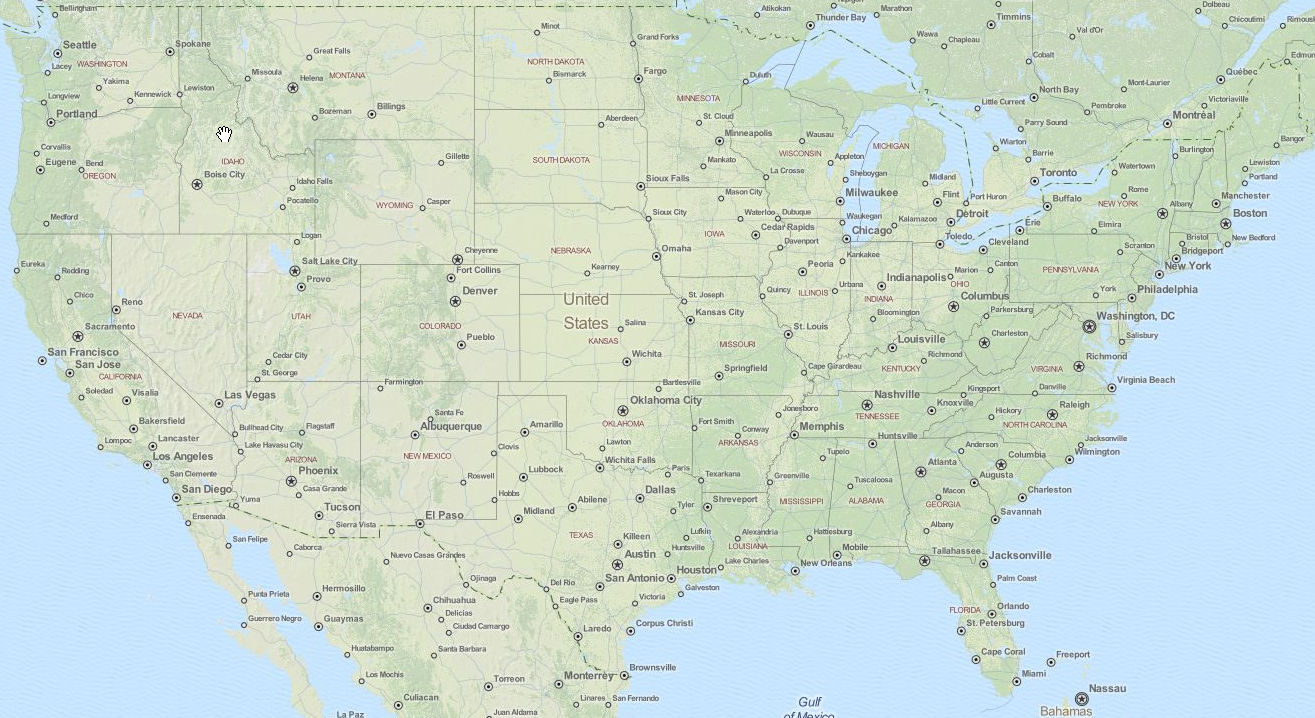 Bellingham
Seattle
Spokane
Lacey
WASHINGTON
Yakima
Longview
Kennewick
Lewiston
Portland
Missoula
Great Falls
Helena
MONTANA
Bozeman
Billings
Minot
Grand Forks
NORTH DAKOTA
Bismarck
Fargo
Aberdeen
Atikokan
Thunder Bay
Marathon
Wawa
Chapleau
Timmins
Val d'Or
Dolbeau
Chicoutimi
Rimous
Edmun
Cobalt
Québec
Mont-Laurier
North Bay
Little Current
Pembroke
Victoriaville
Montréal
Parry Sound
Duluth
MINNESOTA
St. Cloud
Minneapolis
Wausau
WISCONSIN
MICHIGAN
Wiarton
Barrie
Bangor
Burlington
Corvallis
Eugene
Bend
OREGON
IDAHO
Boise City
Idaho Falls
Pocatello
Medford
Gillette
WYOMING
Casper
SOUTH DAKOTA
Sioux Falls
Mankato
La Crosse
Appleton
Sheboygan
Milwaukee
Mason City
Midland
Flint
Port Huron
Toronto
Watertown
Lewiston
Portland
Rome
Buffalo
NEW YORK
Albany
Manchester
Boston
Sioux City
Waterloo
Dubuque
Waukegan
Kalamazoo
Detroit
Erie
Elmira
Cedar Rapids
IOWA
Chicago
Toledo
Cleveland
Scranton
Bristol
New Bedford
Bridgeport
New York
Logan
Eureka
Redding
Salt Lake City
Provo
Cheyenne
Fort Collins
Denver
NEBRASKA
Kearney
Omaha
Davenport
Kankakee
Peoria
Urbana
Quincy
ILLINOIS
Indianapolis
INDIANA
Bloomington
Marion
Canton
OHIO
Columbus
PENNSYLVANIA
York
Philadelphia
Chico
Reno
NEVADA
UTAH
COLORADO
Sacramento
United
States
St. Joseph
Kansas City
St. Louis
Parkersburg
Washington, DC
Salisbury
Charleston
San Francisco
San Jose
CALIFORNIA
Soledad
Visalia
Cedar City
St. George
Pueblo
Salina
KANSAS
Wichita
MISSOURI
Springfield
Cape Girardeau
Louisville
Richmond
KENTUCKY
VIRGINIA
Richmond
Virginia Beach
Las Vegas
Farmington
Santa Fe
Bartlesville
Oklahoma City
Jonesboro
Nashville
TENNESSEE
Knoxville
Kingsport
Danville
Hickory
Raleigh
NORTH CAROLINA
Bakersfield
Lancaster
Lompoc
Los Angeles
Bullhead City
Lake Havasu City
Flagstaff
ARIZONA
Albuquerque
NEW MEXICO
Amarillo
OKLAHOMA
Lawton
Fort Smith
Conway
ARKANSAS
Memphis
Huntsville
Jacksonville
Wilmington
San Clemente
San Diego
Phoenix
Casa Grande
Yuma
Clovis
Roswell
Hobbs
Lubbock
Wichita Falls
Paris
Texarkana
Greenville
Tupelo
Tuscaloosa
Atlanta
Anderson
Columbia
Augusta
Charleston
Ensenada
Tucson
Sierra Vista
El Paso
Midland
Abilene
Dallas
Tyler
Shreveport
MISSISSIPPI
ALABAMA
Macon
GEORGIA
Savannah
San Felipe
Caborca
Nuevo Casas Grandes
TEXAS
Killeen
Lufkin
Alexandria
LOUISIANA
Hattiesburg
Albany
Mobile
Tallahassee
Jacksonville
Austin
Huntsville
Ojinaga
Del Rio
San Antonio
Houston
Lake Charles
New Orleans
Galveston
Palm Coast
Punta Prieta
Hermosillo
Chihuahua
Delicias
Eagle Pass
Victoria
Guerrero Negro
Guaymas
Ciudad Camargo
Laredo
Corpus Christi
FLORIDA
Orlando
St. Petersburg
Huatabampo
Santa Barbara
Los Mochis
Torreon
Monterrey
Brownsville
Cape Coral
Freeport
Miami
Nassau
Bahamas
Culiacan
La Paz
Juan Aldama
Linares
San Fernando
Gulf
of Mexico